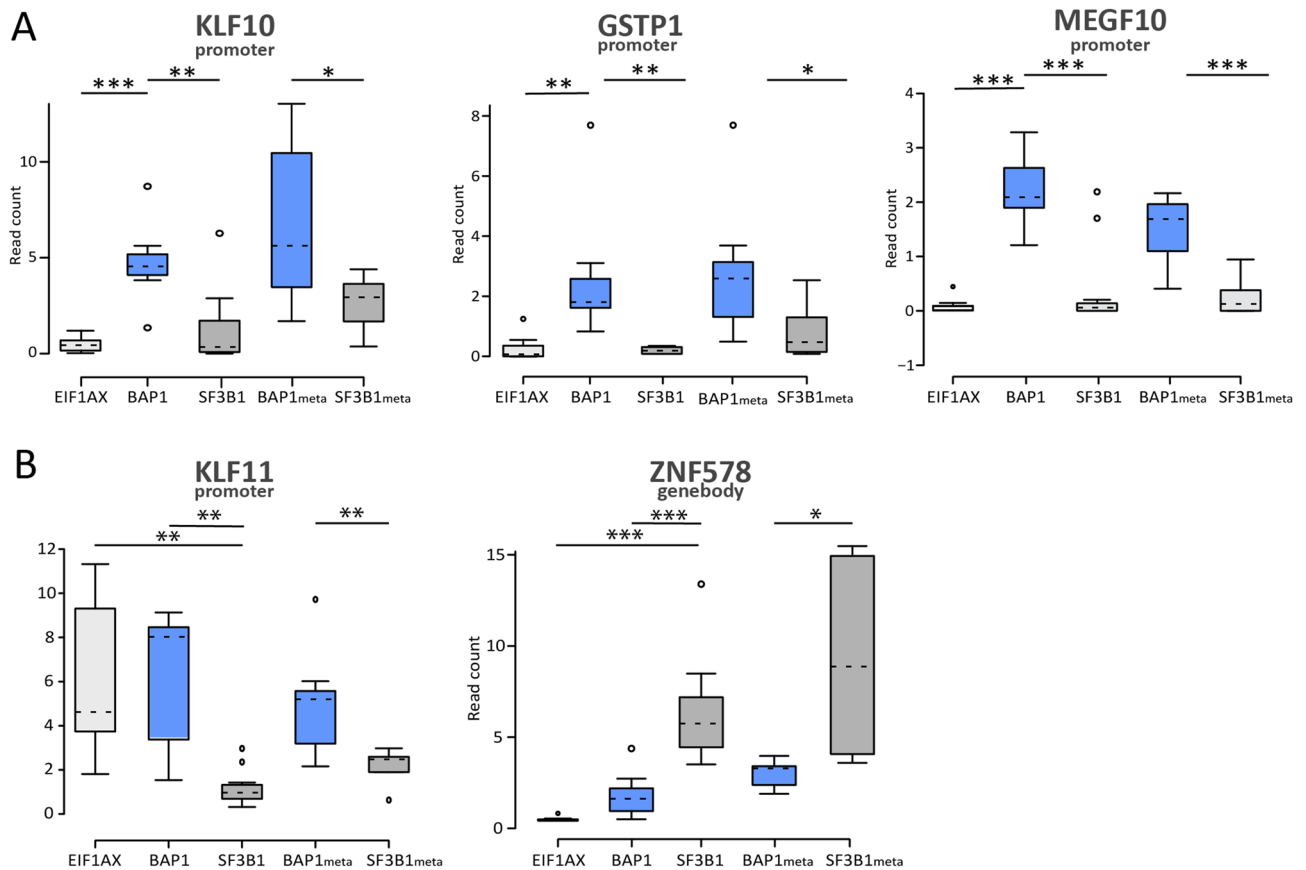 A
KLF10
promoter
*** ** *
Read count
10
5
0
EIF1AX BAP1 SF3B1 BAP1meta SF3B1meta
GSTP1
promoter
** ** *
Read count
8
6
4
2
0
EIF1AX BAP1 SF3B1 BAP1meta SF3B1meta
MEGF10
promoter
*** *** ***
Read count
4
3
2
1
0
−1
EIF1AX BAP1 SF3B1 BAP1meta SF3B1meta
B
KLF11
promoter
** **
**
12
10
8
6
4
2
0
EIF1AX BAP1 SF3B1 BAP1meta SF3B1meta
ZNF578
genebody
*** *
***
Read count
15
10
5
0
EIF1AX BAP1 SF3B1 BAP1meta SF3B1meta